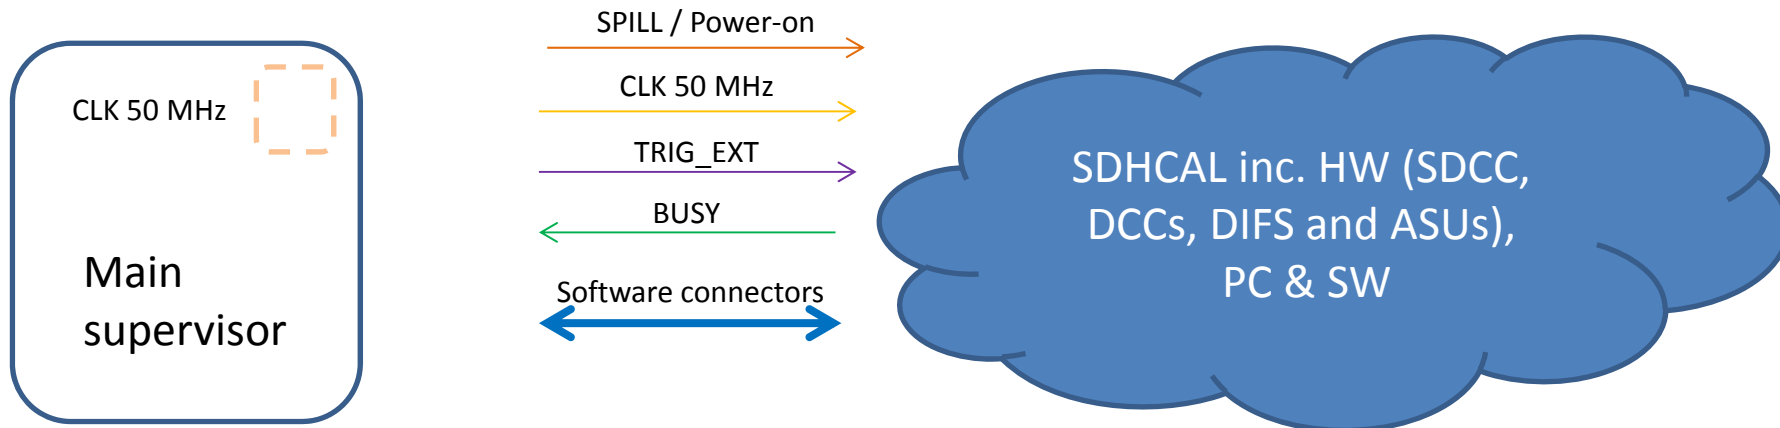 CLK 50 MHz
Main
supervisor
SPILL / Power-on
CLK 50 MHz
TRIG_EXT
BUSY
Software connectors
SDHCAL inc. HW (SDCC,
DCCs, DIFS and ASUs),
PC & SW